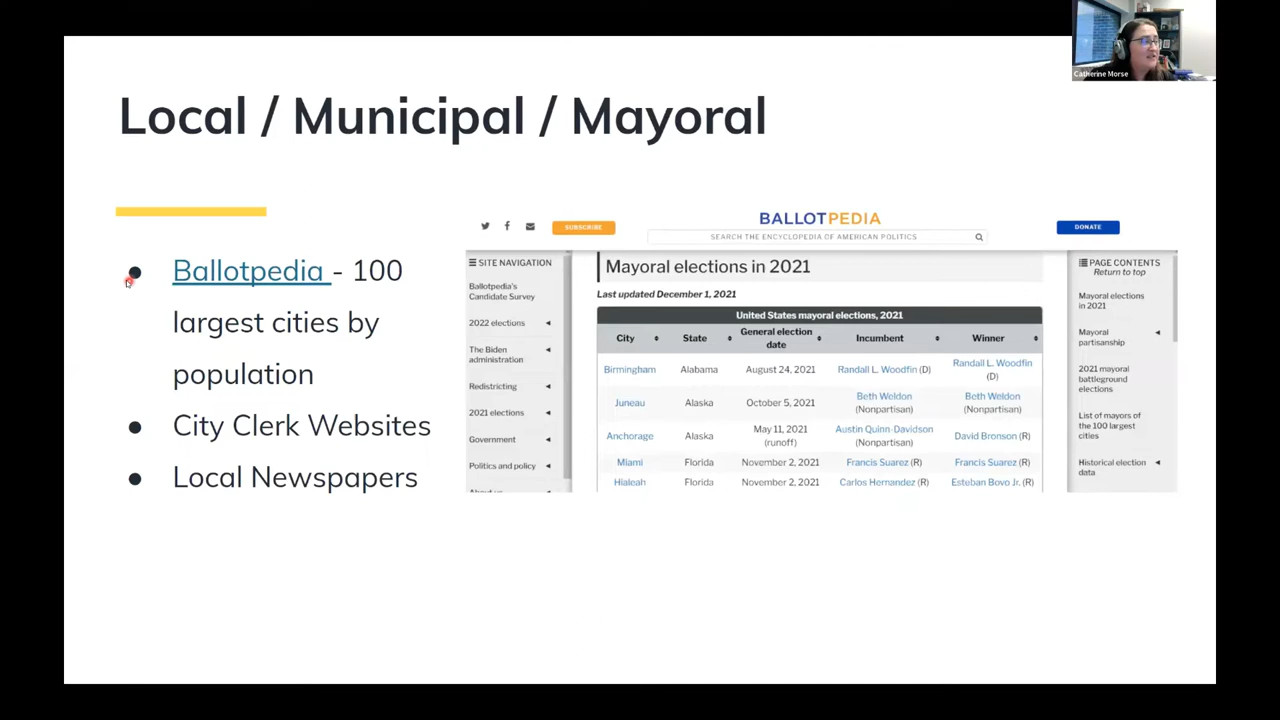 Catherine Morse
Local / Municipal / Mayoral
● Ballotpedia - 100
largest cities by
population
● City Clerk Websites
● Local Newspapers
BALLOTPEDIA
SUBSCRIBE
SEARCH THE ENCYCLOPEDIA OF AMERICAN POLITICS
DONATE
SITE NAVIGATION
Ballotpedia's
Candidate Survey
2022 elections
The Biden
administration
Redistricting
2021 elections
Government
Politics and policy
Mayoral elections in 2021
Last updated December 1, 2021
United States mayoral elections, 2021
City State General election date Incumbent Winner
Birmingham Alabama August 24, 2021 Randall L. Woodfin (D) Randall L. Woodfin (D)
Juneau Alaska October 5, 2021 Beth Weldon (Nonpartisan) Beth Weldon (Nonpartisan)
Anchorage Alaska May 11, 2021 (runoff) Austin Quinn-Davidson (Nonpartisan) David Bronson (R)
Miami Florida November 2, 2021 Francis Suarez (R) Francis Suarez (R)
Hialeah Florida November 2, 2021 Carlos Hernandez (R) Esteban Bovo Jr. (R)
PAGE CONTENTS
Return to top
Mayoral elections
in 2021
Mayoral
partisanship
2021 mayoral
battleground
elections
List of mayors of
the 100 largest
cities
Historical election
data